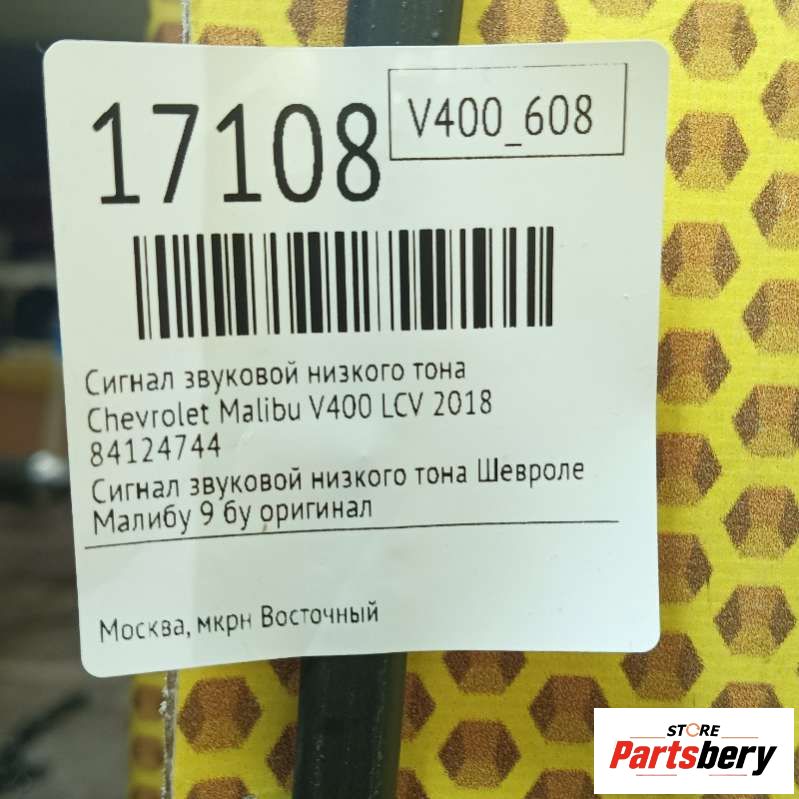 17108
V400_608
Сигнал звуковой низкого тона
Chevrolet Malibu V400 LCV 2018
84124744
Сигнал звуковой низкого тона Шевроле
Малибу 9 бу оригинал
Москва, мкрн Восточный
STORE
Partsbery